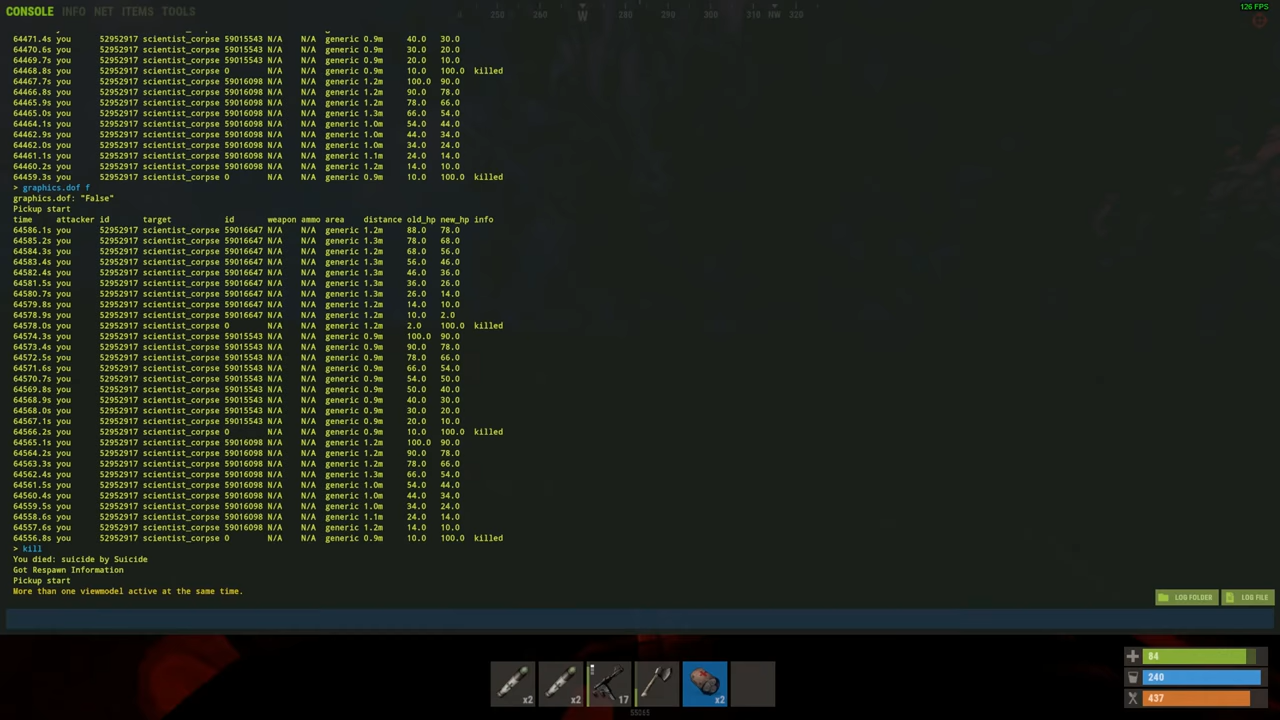 CONSOLE INFO NET ITEMS TOOLS
250 W 260 280 290 300 NW 320
126 FPS
64471.4s you 52952917 scientist_corpse 59015543 N/A N/A generic 0.9m 40.0 30.0
64470.6s you 52952917 scientist_corpse 59015543 N/A N/A generic 0.9m 30.0 20.0
64469.7s you 52952917 scientist_corpse 59015543 N/A N/A generic 0.9m 20.0 10.0
64468.8s you 52952917 scientist_corpse 0 N/A N/A generic 0.9m 10.0 100.0 killed
64467.7s you 52952917 scientist_corpse 59016098 N/A N/A generic 1.2m 100.0 90.0
64466.8s you 52952917 scientist_corpse 59016098 N/A N/A generic 1.2m 90.0 78.0
64465.9s you 52952917 scientist_corpse 59016098 N/A N/A generic 1.2m 78.0 66.0
64465.0s you 52952917 scientist_corpse 59016098 N/A N/A generic 1.3m 66.0 54.0
64464.1s you 52952917 scientist_corpse 59016098 N/A N/A generic 1.0m 54.0 44.0
64462.9s you 52952917 scientist_corpse 59016098 N/A N/A generic 1.0m 44.0 34.0
64462.0s you 52952917 scientist_corpse 59016098 N/A N/A generic 1.0m 34.0 24.0
64461.1s you 52952917 scientist_corpse 59016098 N/A N/A generic 1.1m 24.0 14.0
64460.2s you 52952917 scientist_corpse 59016098 N/A N/A generic 1.2m 14.0 10.0
64459.3s you 52952917 scientist_corpse 0 N/A N/A generic 0.9m 10.0 100.0 killed
> graphics.dof f
graphics.dof: "False"
Pickup start
time attacker id target id weapon ammo area distance old_hp new_hp info
64586.1s you 52952917 scientist_corpse 59016647 N/A N/A generic 1.2m 88.0 78.0
64585.2s you 52952917 scientist_corpse 59016647 N/A N/A generic 1.3m 78.0 68.0
64584.3s you 52952917 scientist_corpse 59016647 N/A N/A generic 1.2m 68.0 56.0
64583.4s you 52952917 scientist_corpse 59016647 N/A N/A generic 1.3m 56.0 46.0
64582.4s you 52952917 scientist_corpse 59016647 N/A N/A generic 1.3m 46.0 36.0
64581.5s you 52952917 scientist_corpse 59016647 N/A N/A generic 1.3m 36.0 26.0
64580.7s you 52952917 scientist_corpse 59016647 N/A N/A generic 1.3m 26.0 14.0
64579.8s you 52952917 scientist_corpse 59016647 N/A N/A generic 1.2m 14.0 10.0
64578.9s you 52952917 scientist_corpse 59016647 N/A N/A generic 1.2m 10.0 2.0
64578.0s you 52952917 scientist_corpse 0 N/A N/A generic 1.2m 2.0 100.0 killed
64574.3s you 52952917 scientist_corpse 59015543 N/A N/A generic 0.9m 100.0 90.0
64573.4s you 52952917 scientist_corpse 59015543 N/A N/A generic 0.9m 90.0 78.0
64572.5s you 52952917 scientist_corpse 59015543 N/A N/A generic 0.9m 78.0 66.0
64571.6s you 52952917 scientist_corpse 59015543 N/A N/A generic 0.9m 66.0 54.0
64570.7s you 52952917 scientist_corpse 59015543 N/A N/A generic 0.9m 54.0 50.0
64569.8s you 52952917 scientist_corpse 59015543 N/A N/A generic 0.9m 50.0 40.0
64568.9s you 52952917 scientist_corpse 59015543 N/A N/A generic 0.9m 40.0 30.0
64568.0s you 52952917 scientist_corpse 59015543 N/A N/A generic 0.9m 30.0 20.0
64567.1s you 52952917 scientist_corpse 59015543 N/A N/A generic 0.9m 20.0 10.0
64566.2s you 52952917 scientist_corpse 0 N/A N/A generic 0.9m 10.0 100.0 killed
64565.1s you 52952917 scientist_corpse 59016098 N/A N/A generic 1.2m 100.0 90.0
64564.2s you 52952917 scientist_corpse 59016098 N/A N/A generic 1.2m 90.0 78.0
64563.3s you 52952917 scientist_corpse 59016098 N/A N/A generic 1.2m 78.0 66.0
64562.4s you 52952917 scientist_corpse 59016098 N/A N/A generic 1.3m 66.0 54.0
64561.5s you 52952917 scientist_corpse 59016098 N/A N/A generic 1.0m 54.0 44.0
64560.4s you 52952917 scientist_corpse 59016098 N/A N/A generic 1.0m 44.0 34.0
64559.5s you 52952917 scientist_corpse 59016098 N/A N/A generic 1.0m 34.0 24.0
64558.6s you 52952917 scientist_corpse 59016098 N/A N/A generic 1.1m 24.0 14.0
64557.6s you 52952917 scientist_corpse 59016098 N/A N/A generic 1.2m 14.0 10.0
64556.8s you 52952917 scientist_corpse 0 N/A N/A generic 0.9m 10.0 100.0 killed
> kill
You died: suicide by Suicide
Got Respawn Information
Pickup start
More than one viewmodel active at the same time.
LOG FOLDER LOG FILE
x2 x2 17 x2
55065
84
240
437